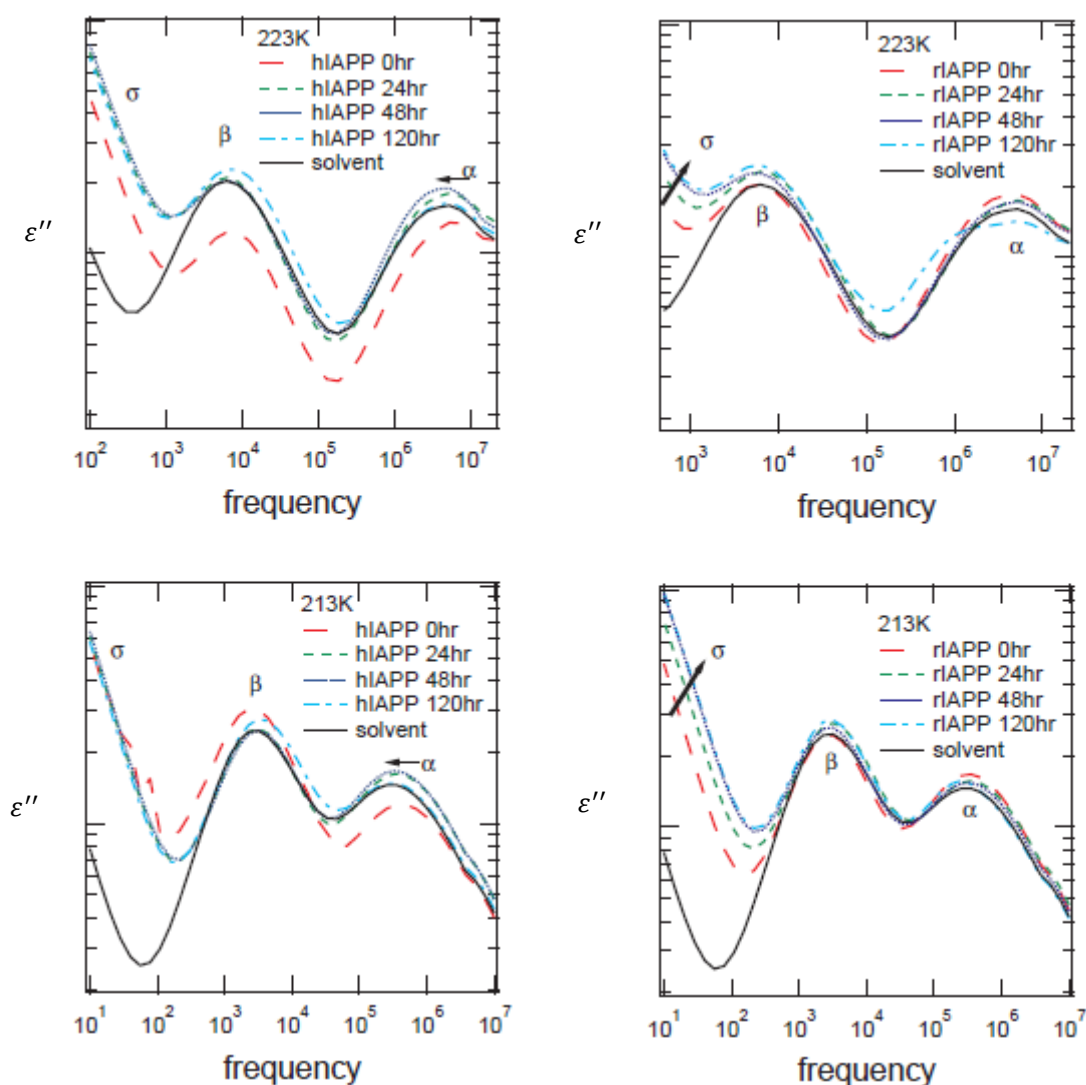 223K
hIAPP 0hr
hIAPP 24hr
hIAPP 48hr
hIAPP 120hr
solvent
σ
β
α
ε″
10² 10³ 10⁴ 10⁵ 10⁶ 10⁷
frequency
223K
rIAPP 0hr
rIAPP 24hr
rIAPP 48hr
rIAPP 120hr
solvent
σ
β
α
ε″
10³ 10⁴ 10⁵ 10⁶ 10⁷
frequency
213K
hIAPP 0hr
hIAPP 24hr
hIAPP 48hr
hIAPP 120hr
solvent
σ
β
α
ε″
10¹ 10² 10³ 10⁴ 10⁵ 10⁶ 10⁷
frequency
213K
rIAPP 0hr
rIAPP 24hr
rIAPP 48hr
rIAPP 120hr
solvent
σ
β
α
ε″
10¹ 10² 10³ 10⁴ 10⁵ 10⁶ 10⁷
frequency